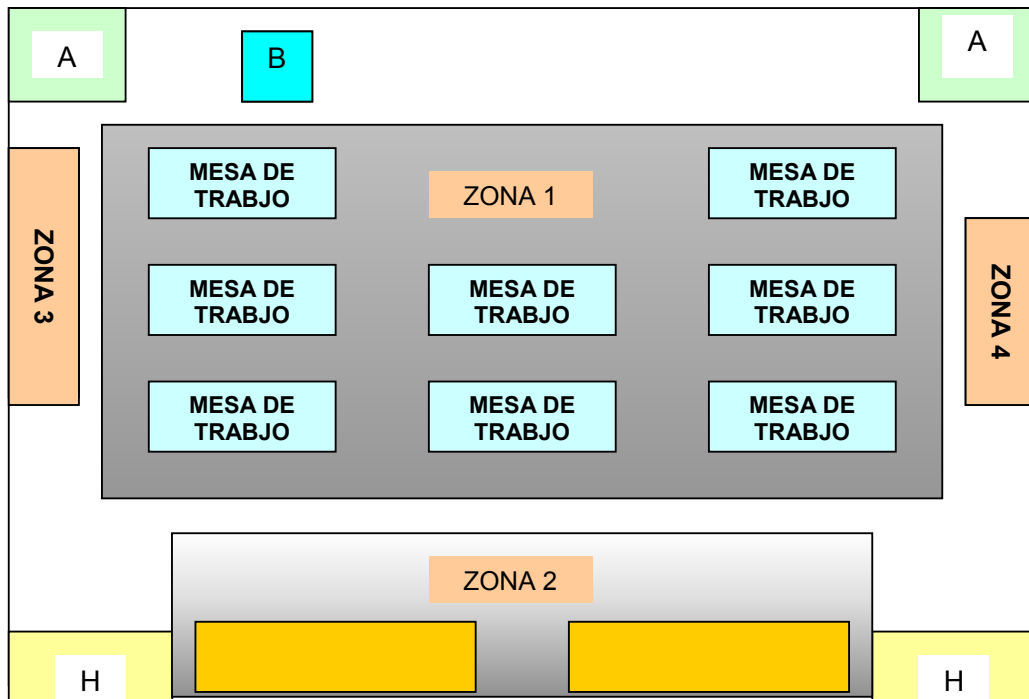 A
B
A
MESA DE
TRABJO
ZONA 1
MESA DE
TRABJO
ZONA 3
MESA DE
TRABJO
MESA DE
TRABJO
MESA DE
TRABJO
ZONA 4
MESA DE
TRABJO
MESA DE
TRABJO
MESA DE
TRABJO
ZONA 2
H
H